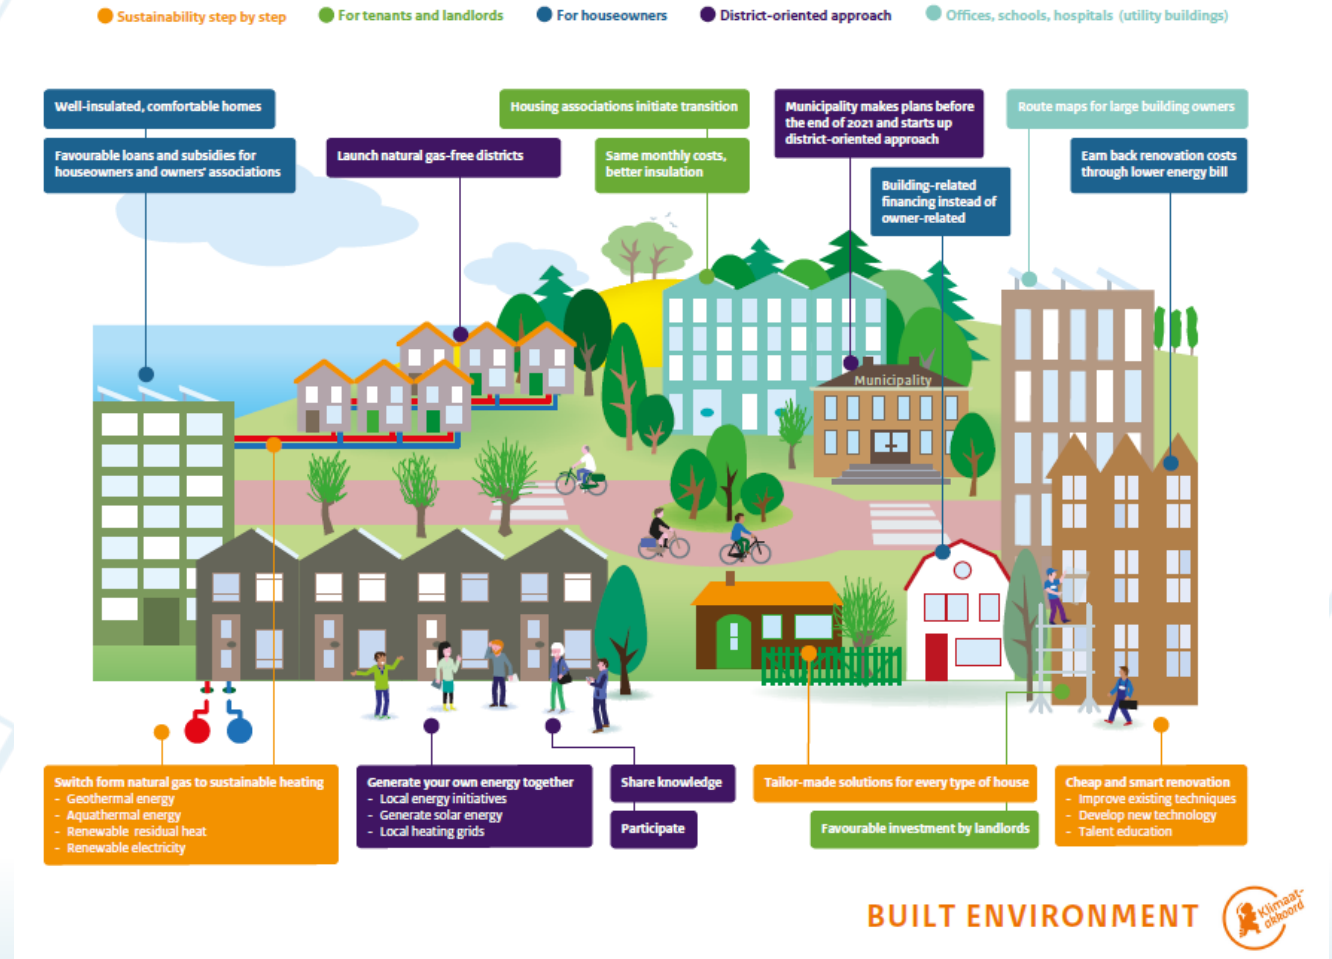 Sustainability step by step
For tenants and landlords
For houseowners
District-oriented approach
Offices, schools, hospitals (utility buildings)
Well-insulated, comfortable homes
Favourable loans and subsidies for
houseowners and owners' associations
Launch natural gas-free districts
Housing associations initiate transition
Same monthly costs,
better insulation
Municipality makes plans before
the end of 2021 and starts up
district-oriented approach
Building-related
financing instead of
owner-related
Route maps for large building owners
Earn back renovation costs
through lower energy bill
Municipality
Switch form natural gas to sustainable heating
- Geothermal energy
- Aquathermal energy
- Renewable residual heat
- Renewable electricity
Generate your own energy together
- Local energy initiatives
- Generate solar energy
- Local heating grids
Share knowledge
Participate
Tailor-made solutions for every type of house
Favourable investment by landlords
Cheap and smart renovation
- Improve existing techniques
- Develop new technology
- Talent education
BUILT ENVIRONMENT
Klimaat-
akkoord